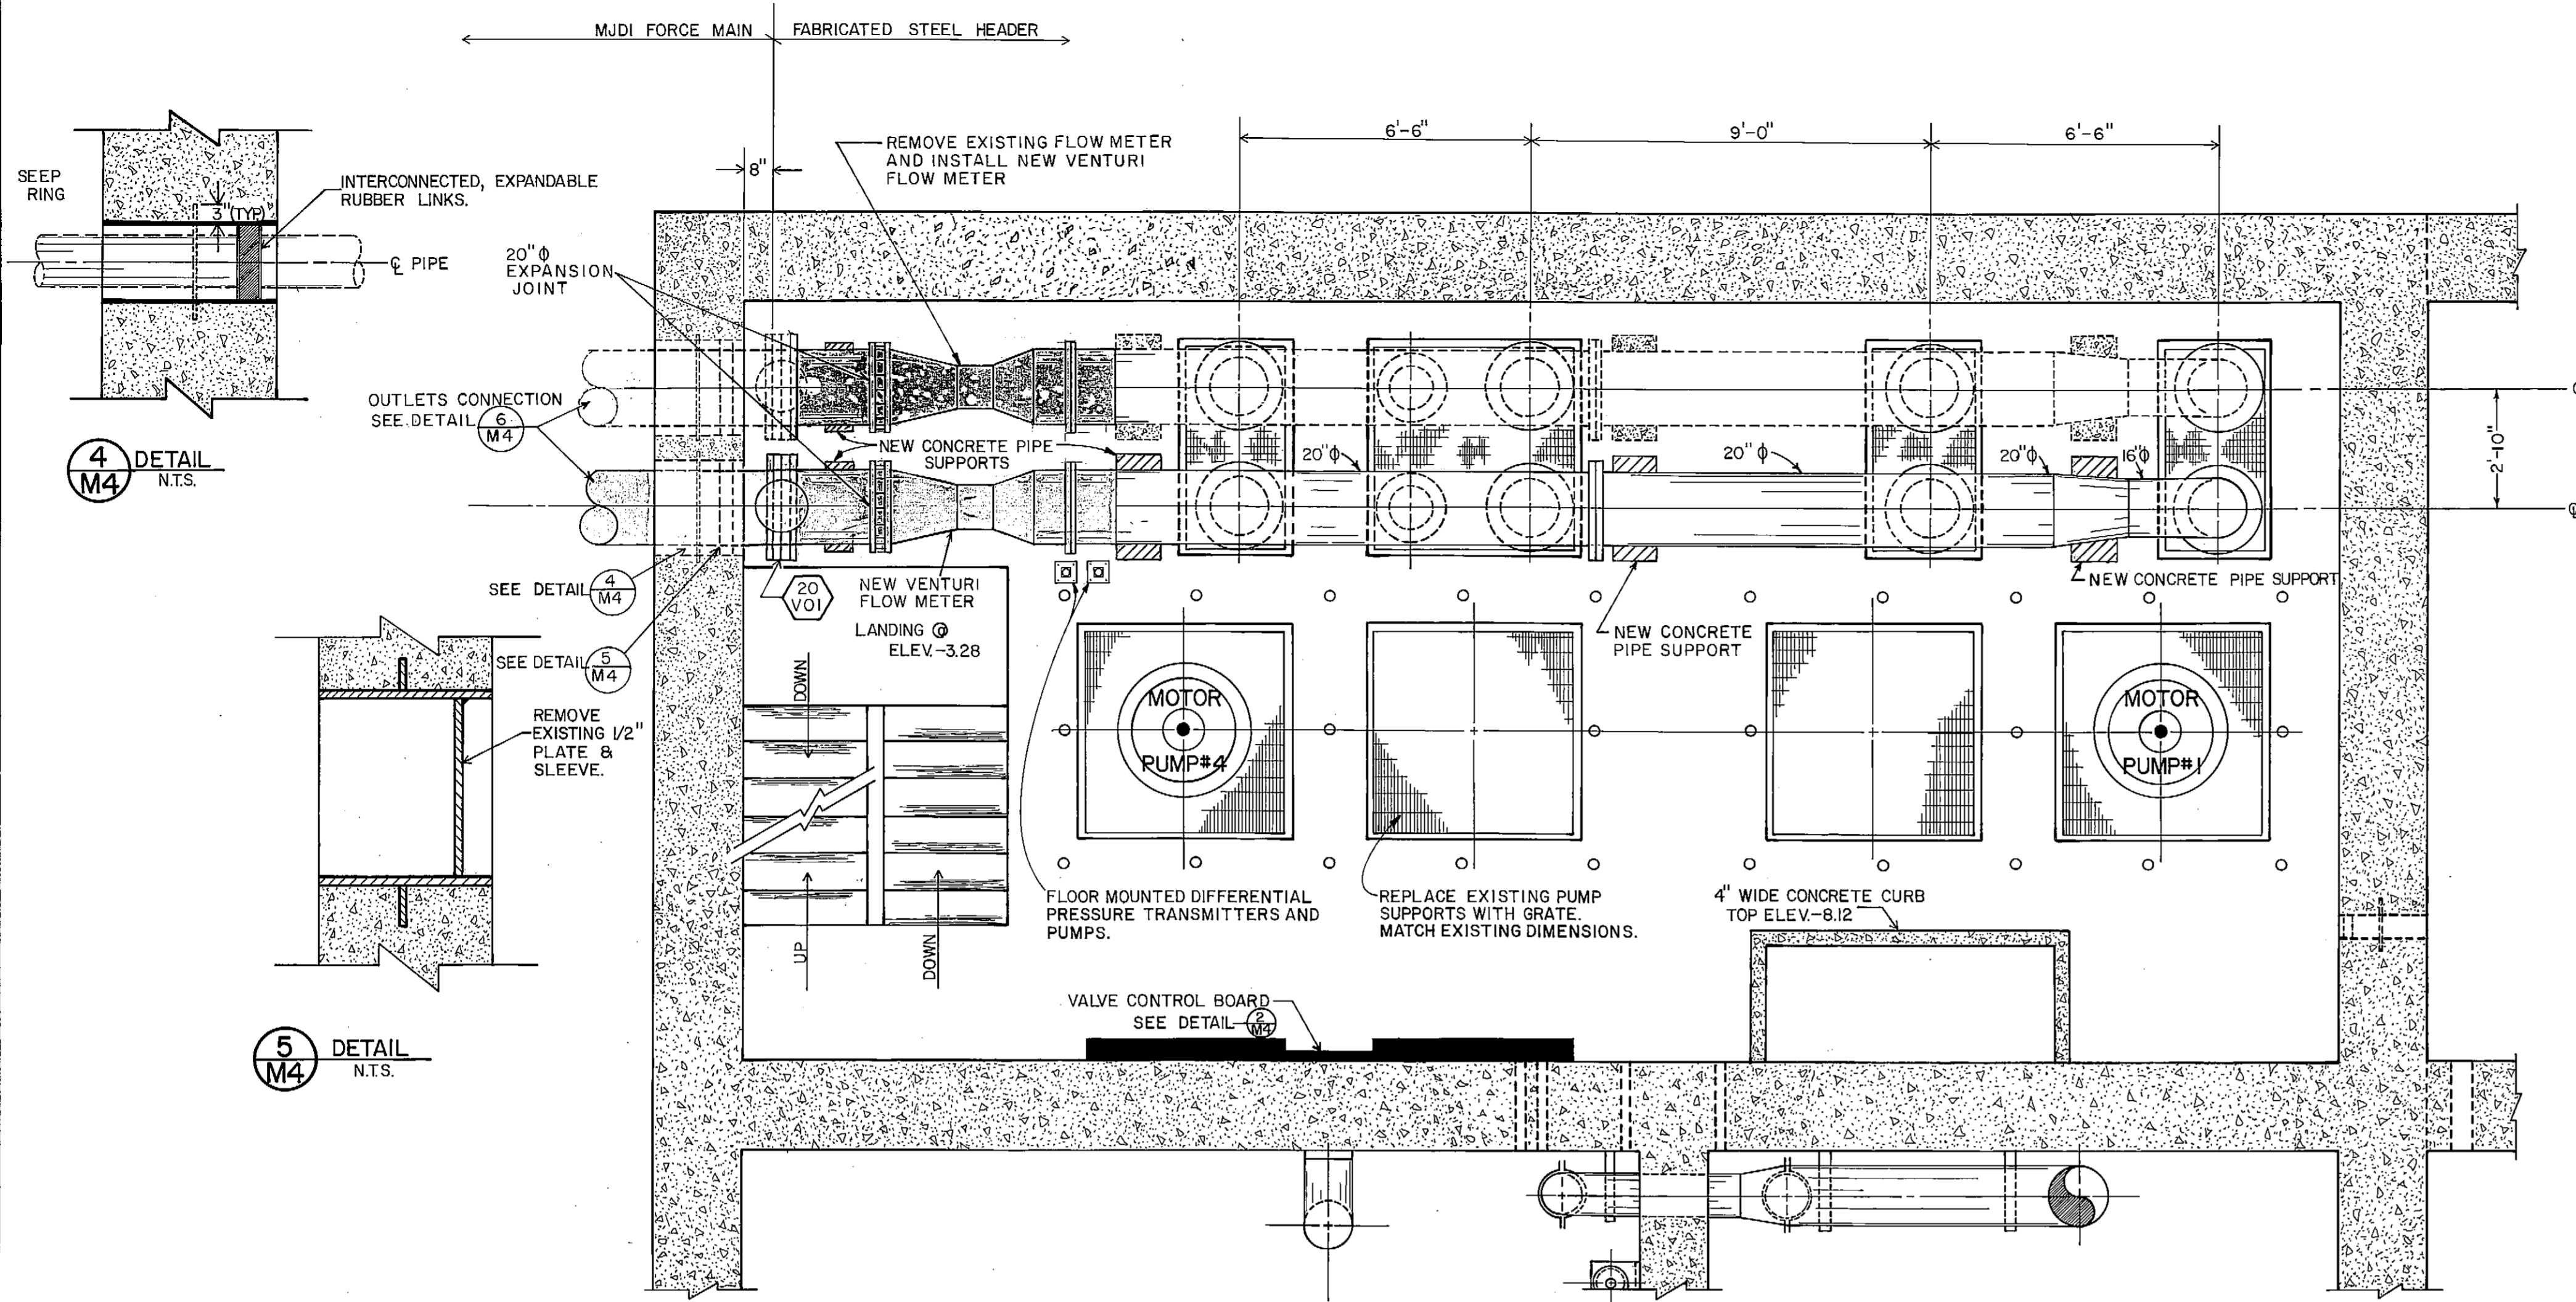 MJDI FORCE MAIN
FABRICATED STEEL HEADER
6'-6"
9'-0"
6'-6"
8"
REMOVE EXISTING FLOW METER
AND INSTALL NEW VENTURI
FLOW METER
SEEP
RING
3" (TYP.)
INTERCONNECTED, EXPANDABLE
RUBBER LINKS.
℄ PIPE
20"ϕ
EXPANSION
JOINT
OUTLETS CONNECTION
SEE DETAIL
6
M4
4
M4
DETAIL
N.T.S.
NEW CONCRETE PIPE
SUPPORTS
20"ϕ
20"ϕ
20"ϕ
16"ϕ
2'-10"
SEE DETAIL
4
M4
20
V01
NEW VENTURI
FLOW METER
LANDING @
ELEV.-3.28
NEW CONCRETE PIPE SUPPORT
NEW CONCRETE
PIPE SUPPORT
SEE DETAIL
5
M4
DOWN
MOTOR
PUMP#4
MOTOR
PUMP#1
REMOVE
EXISTING 1/2"
PLATE &
SLEEVE.
5
M4
DETAIL
N.T.S.
UP
DOWN
FLOOR MOUNTED DIFFERENTIAL
PRESSURE TRANSMITTERS AND
PUMPS.
REPLACE EXISTING PUMP
SUPPORTS WITH GRATE.
MATCH EXISTING DIMENSIONS.
4" WIDE CONCRETE CURB
TOP ELEV.-8.12
VALVE CONTROL BOARD
SEE DETAIL
2
M4